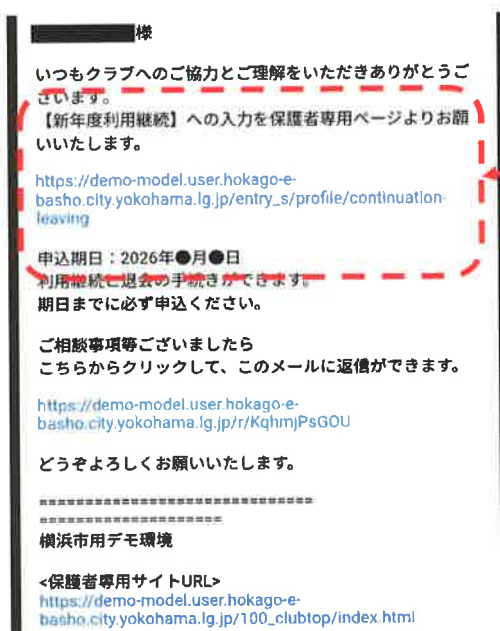 様
いつもクラブへのご協力とご理解をいただきありがとうご
ざいます。
【新年度利用継続】への入力を保護者専用ページよりお願
いいたします。
https://demo-model.user.hokago-e-
basho.city.yokohama.lg.jp/entry_s/profile/continuation-
leaving
申込期日：2026年●月●日
利用継続と退会の手続きができます。
期日までに必ず申込ください。
ご相談事項等ございましたら
こちらからクリックして、このメールに返信ができます。
https://demo-model.user.hokago-e-
basho.city.yokohama.lg.jp/r/KqhmjPsGOU
どうぞよろしくお願いいたします。
==============================
====================
横浜市用デモ環境
<保護者専用サイトURL>
https://demo-model.user.hokago-e-
basho.city.yokohama.lg.jp/100_clubtop/index.html